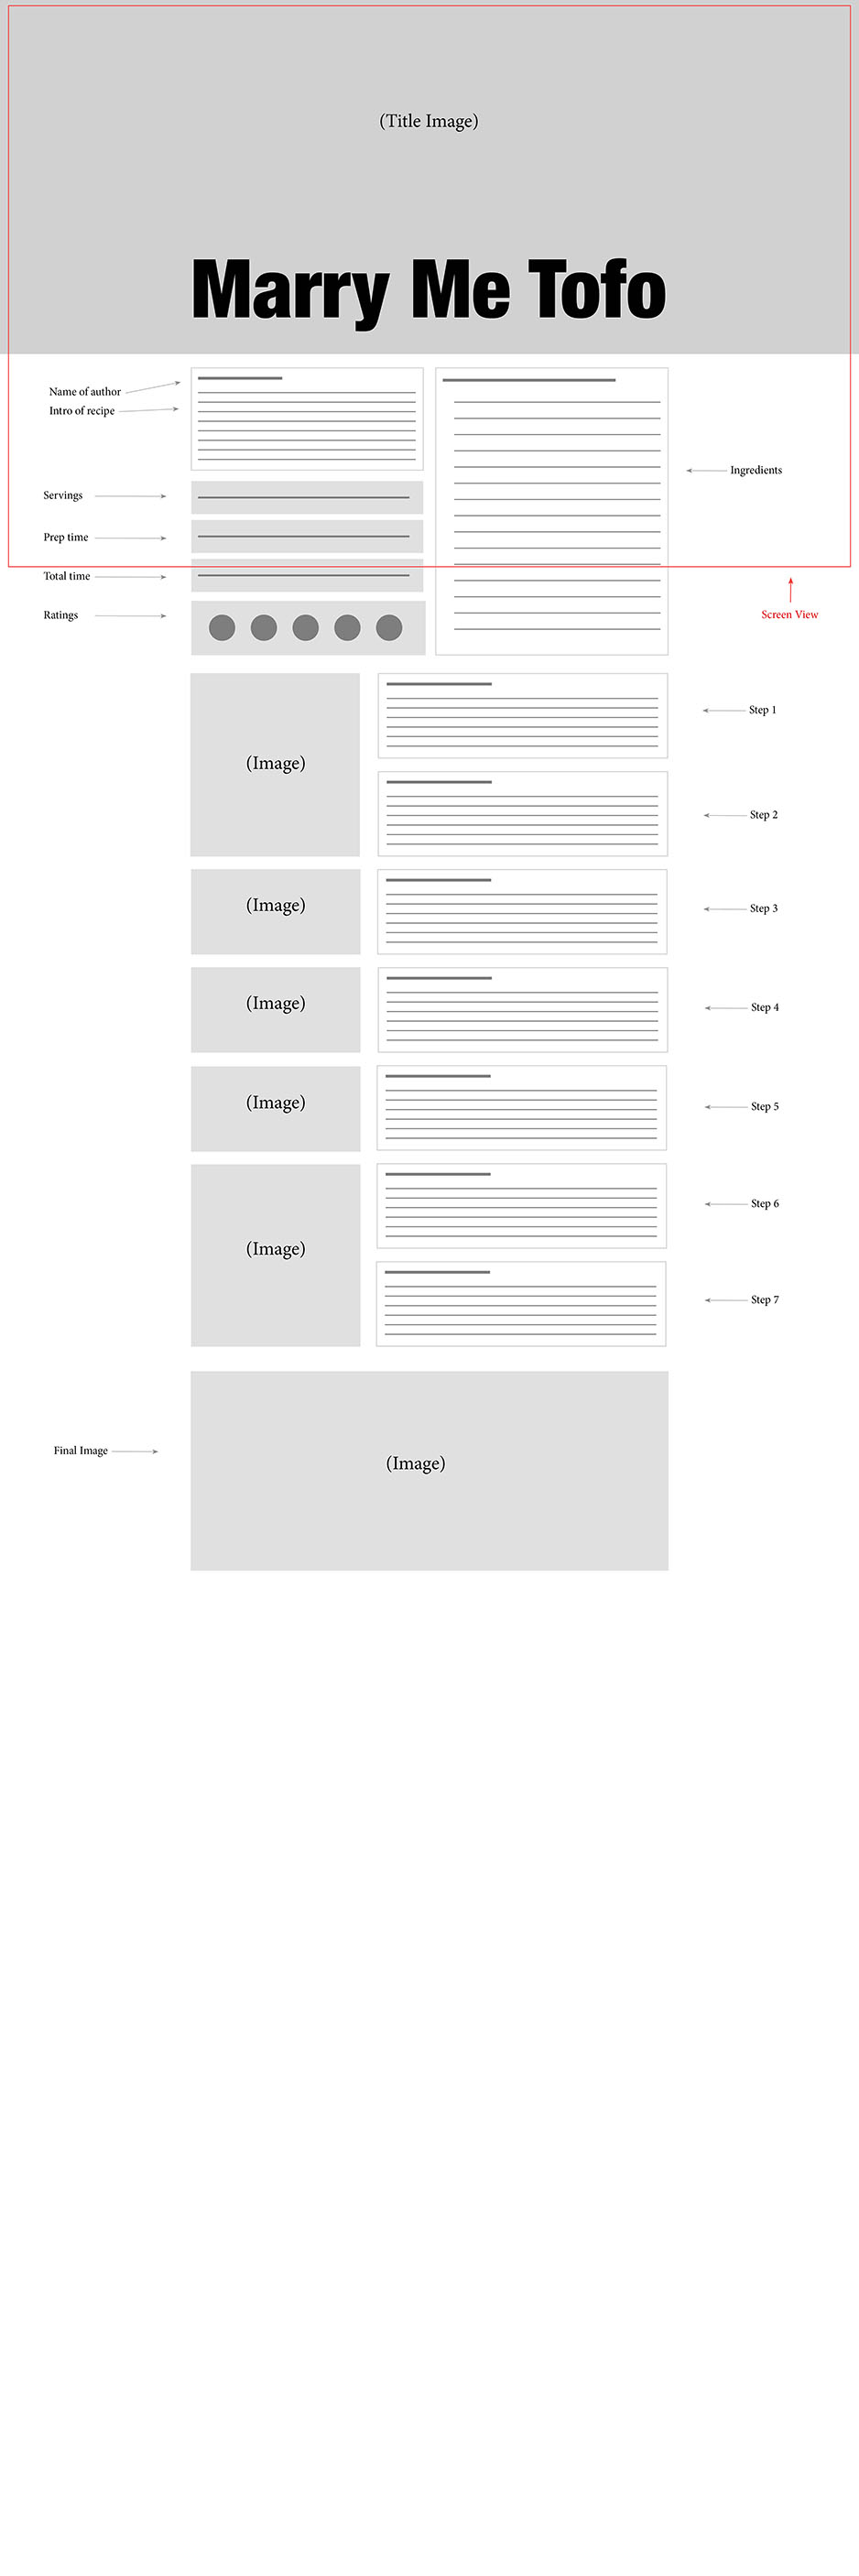 (Title Image)
Marry Me Tofo
Name of author
Intro of recipe
Ingredients
Servings
Prep time
Total time
Ratings
Screen View
Step 1
(Image)
Step 2
(Image)
Step 3
(Image)
Step 4
(Image)
Step 5
Step 6
(Image)
Step 7
Final Image
(Image)